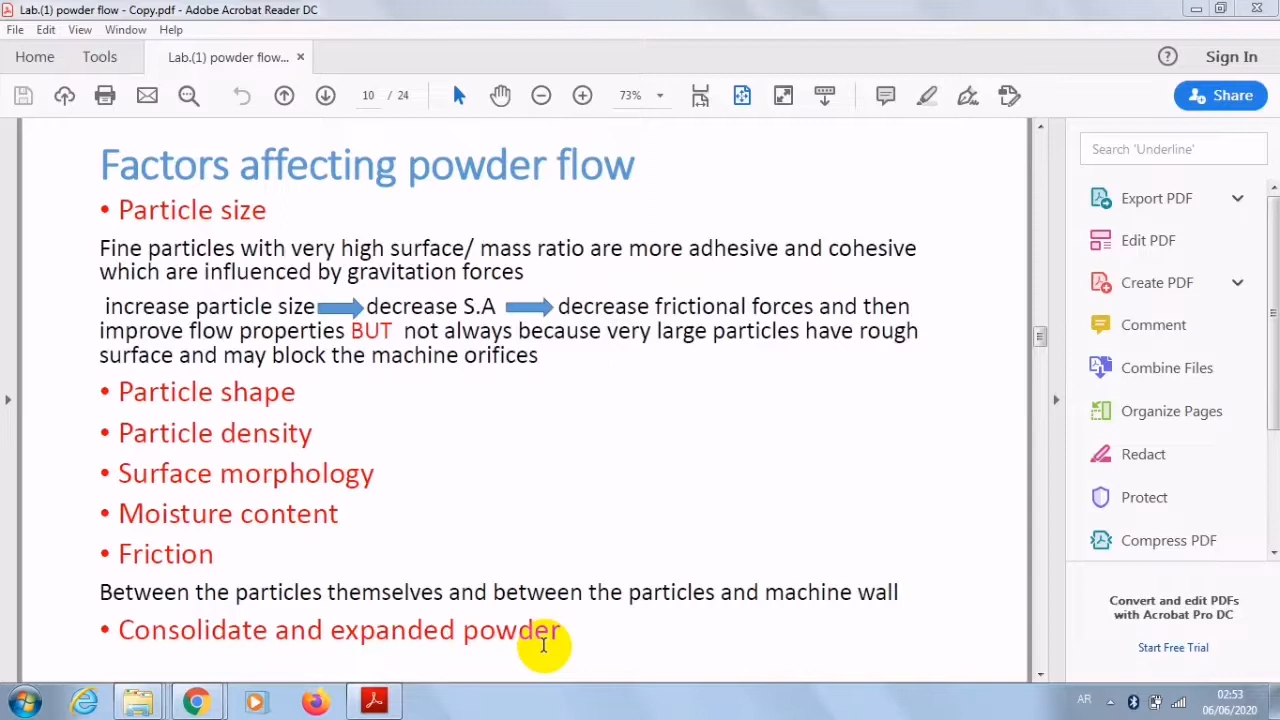 Lab.(1) powder flow - Copy.pdf - Adobe Acrobat Reader DC
File Edit View Window Help
Home Tools Lab.(1) powder flow... × Sign In
10 / 24 73% Share
Factors affecting powder flow
• Particle size
Fine particles with very high surface/ mass ratio are more adhesive and cohesive
which are influenced by gravitation forces
increase particle size decrease S.A decrease frictional forces and then
improve flow properties BUT not always because very large particles have rough
surface and may block the machine orifices
• Particle shape
• Particle density
• Surface morphology
• Moisture content
• Friction
Between the particles themselves and between the particles and machine wall
• Consolidate and expanded powder
Search 'Underline'
Export PDF
Edit PDF
Create PDF
Comment
Combine Files
Organize Pages
Redact
Protect
Compress PDF
Convert and edit PDFs
with Acrobat Pro DC
Start Free Trial
AR
02:53
06/06/2020